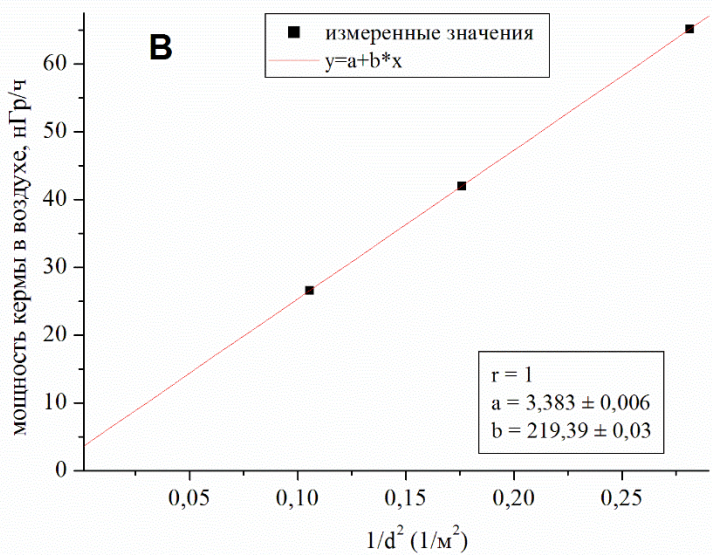 B
измеренные значения
y=a+b*x
мощность кермы в воздухе, нГр/ч
60
50
40
30
20
10
0
r = 1
a = 3,383 ± 0,006
b = 219,39 ± 0,03
0,05 0,10 0,15 0,20 0,25
1/d² (1/м²)